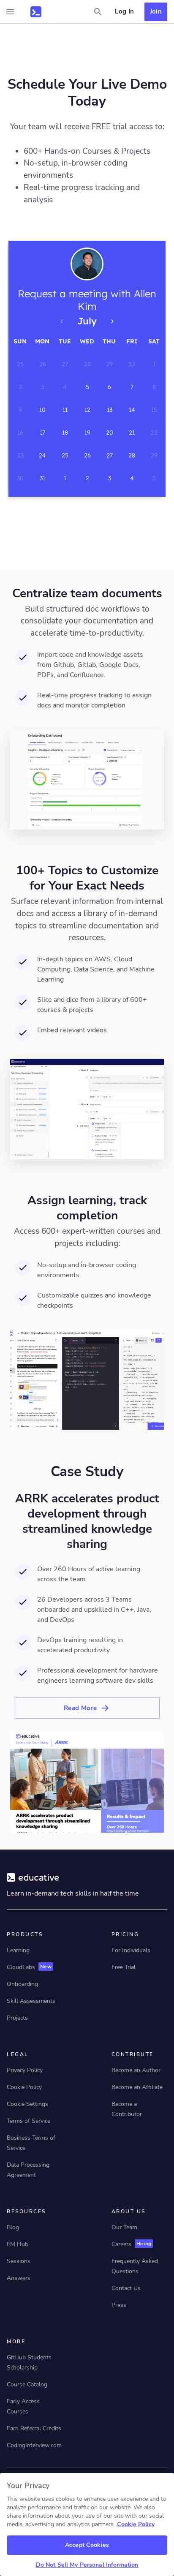 Log In
Join
Schedule Your Live Demo
Today
Your team will receive FREE trial access to:
600+ Hands-on Courses & Projects
No-setup, in-browser coding
environments
Real-time progress tracking and
analysis
Request a meeting with Allen
Kim
July
SUN MON TUE WED THU FRI SAT
25 26 27 28 29 30 1
2 3 4 5 6 7 8
9 10 11 12 13 14 15
16 17 18 19 20 21 22
23 24 25 26 27 28 29
30 31 1 2 3 4 5
Centralize team documents
Build structured doc workflows to
consolidate your documentation and
accelerate time-to-productivity.
Import code and knowledge assets
from Github, Gitlab, Google Docs,
PDFs, and Confluence.
Real-time progress tracking to assign
docs and monitor completion
Onboarding Dashboard
100+ Topics to Customize
for Your Exact Needs
Surface relevant information from internal
docs and access a library of in-demand
topics to streamline documentation and
resources.
In-depth topics on AWS, Cloud
Computing, Data Science, and Machine
Learning
Slice and dice from a library of 600+
courses & projects
Embed relevant videos
Assign learning, track
completion
Access 600+ expert-written courses and
projects including:
No-setup and in-browser coding
environments
Customizable quizzes and knowledge
checkpoints
Case Study
ARRK accelerates product
development through
streamlined knowledge
sharing
Over 260 Hours of active learning
across the team
26 Developers across 3 Teams
onboarded and upskilled in C++, Java,
and DevOps
DevOps training resulting in
accelerated productivity
Professional development for hardware
engineers learning software dev skills
Read More
educative
ARRK
ARRK accelerates product
development through
streamlined knowledge sharing
Results & Impact
Over 260 Hours
educative
Learn in-demand tech skills in half the time
PRODUCTS
Learning
CloudLabs New
Onboarding
Skill Assessments
Projects
PRICING
For Individuals
Free Trial
LEGAL
Privacy Policy
Cookie Policy
Cookie Settings
Terms of Service
Business Terms of
Service
Data Processing
Agreement
CONTRIBUTE
Become an Author
Become an Affiliate
Become a
Contributor
RESOURCES
Blog
EM Hub
Sessions
Answers
ABOUT US
Our Team
Careers Hiring
Frequently Asked
Questions
Contact Us
Press
MORE
GitHub Students
Scholarship
Course Catalog
Early Access
Courses
Earn Referral Credits
CodingInterview.com
Your Privacy
This website uses cookies to enhance user experience and to
analyze performance and traffic on our website. We may
share information about your use of our website with our
social media, advertising and analytics partners. Cookie Policy
Accept Cookies
Do Not Sell My Personal Information